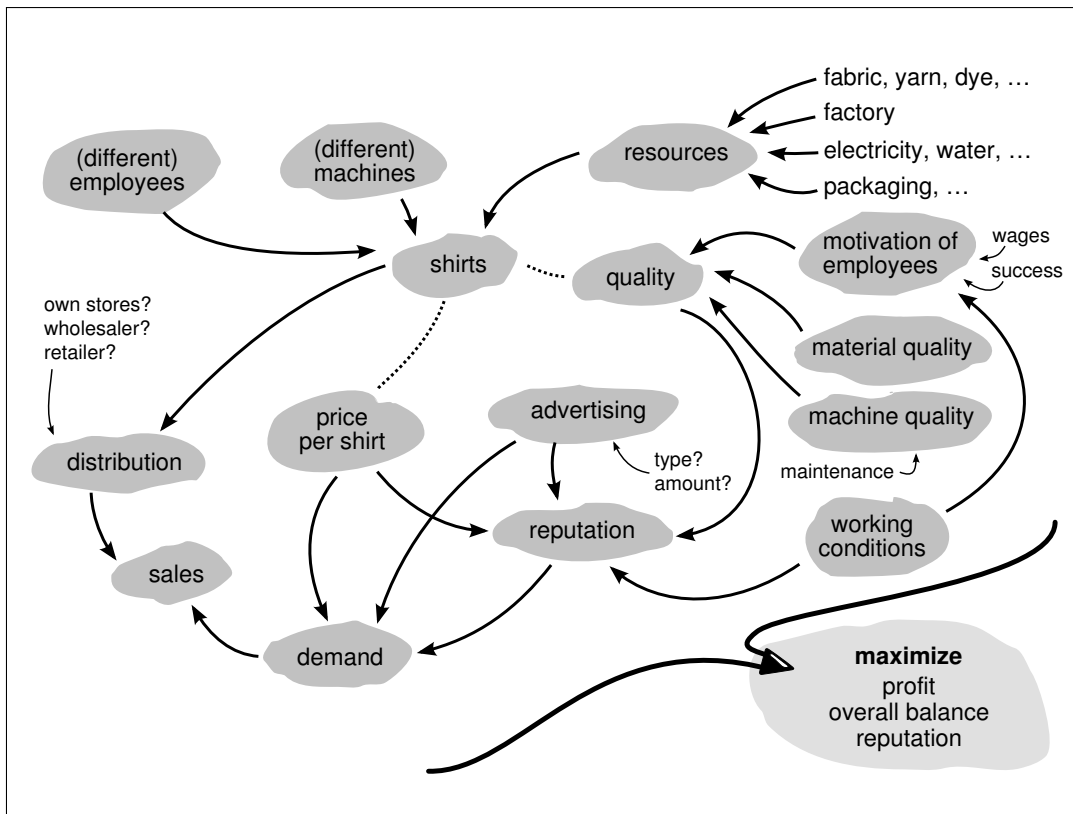 fabric, yarn, dye, …
factory
electricity, water, …
packaging, …
(different)
employees
(different)
machines
resources
shirts
quality
motivation of
employees
wages
success
own stores?
wholesaler?
retailer?
material quality
price
per shirt
advertising
machine quality
type?
amount?
maintenance
distribution
reputation
working
conditions
sales
demand
maximize
profit
overall balance
reputation